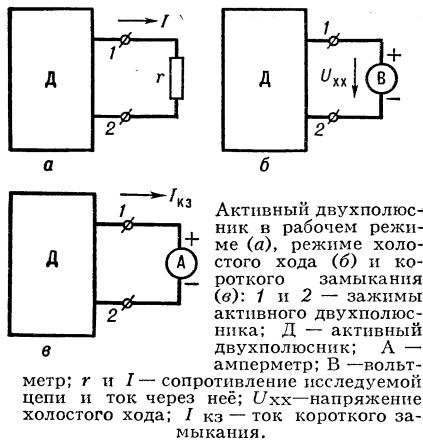 I
1
Д
r
2
а
1
+
Д
Uхх
В
−
2
б
Iкз
1
+
Д
А
−
2
в
Активный двухполюс-
ник в рабочем режи-
ме (а), режиме холо-
стого хода (б) и ко-
роткого замыкания
(в): 1 и 2 — зажимы
активного двухполюс-
ника; Д — активный
двухполюсник; А —
амперметр; В —вольт-
метр; r и I — сопротивление исследуемой
цепи и ток через неё; Uхх—напряжение
холостого хода; I кз — ток короткого за-
мыкания.